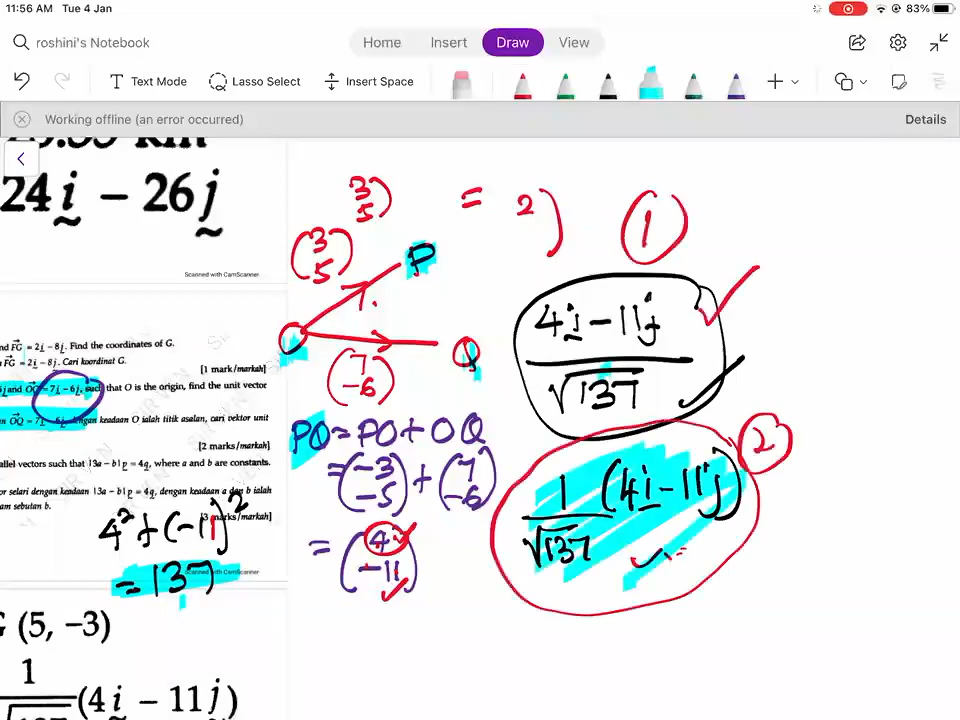 11:56 AM Tue 4 Jan
83%
roshini's Notebook
Home Insert Draw View
Text Mode Lasso Select Insert Space
Working offline (an error occurred) Details
24i − 26j
Scanned with CamScanner
nd FG = 2i − 8j. Find the coordinates of G.
[1 mark/markah]
FG = 2i − 8j. Cari koordinat G.
j and OQ = 7i − 6j, such that O is the origin, find the unit vector
n OQ = 7i − 6j, dengan keadaan O ialah titik asalan, cari vektor unit
[2 marks/markah]
allel vectors such that |3a − b|p = 4q, where a and b are constants.
or selari dengan keadaan |3a − b|p = 4q, dengan keadaan a dan b ialah
[3 marks/markah]
am sebutan b.
4² + (−11)²
= 137
Scanned with CamScanner
G (5, −3)
1
(4i − 11j)
3
5)
= 2)
1
(3
5)
P
O
Q
(7
−6)
PQ = PO + OQ
= (−3
−5) + (7
−6)
= (4
−11)
4i − 11j
√137
2
1
√137
(4i − 11j)